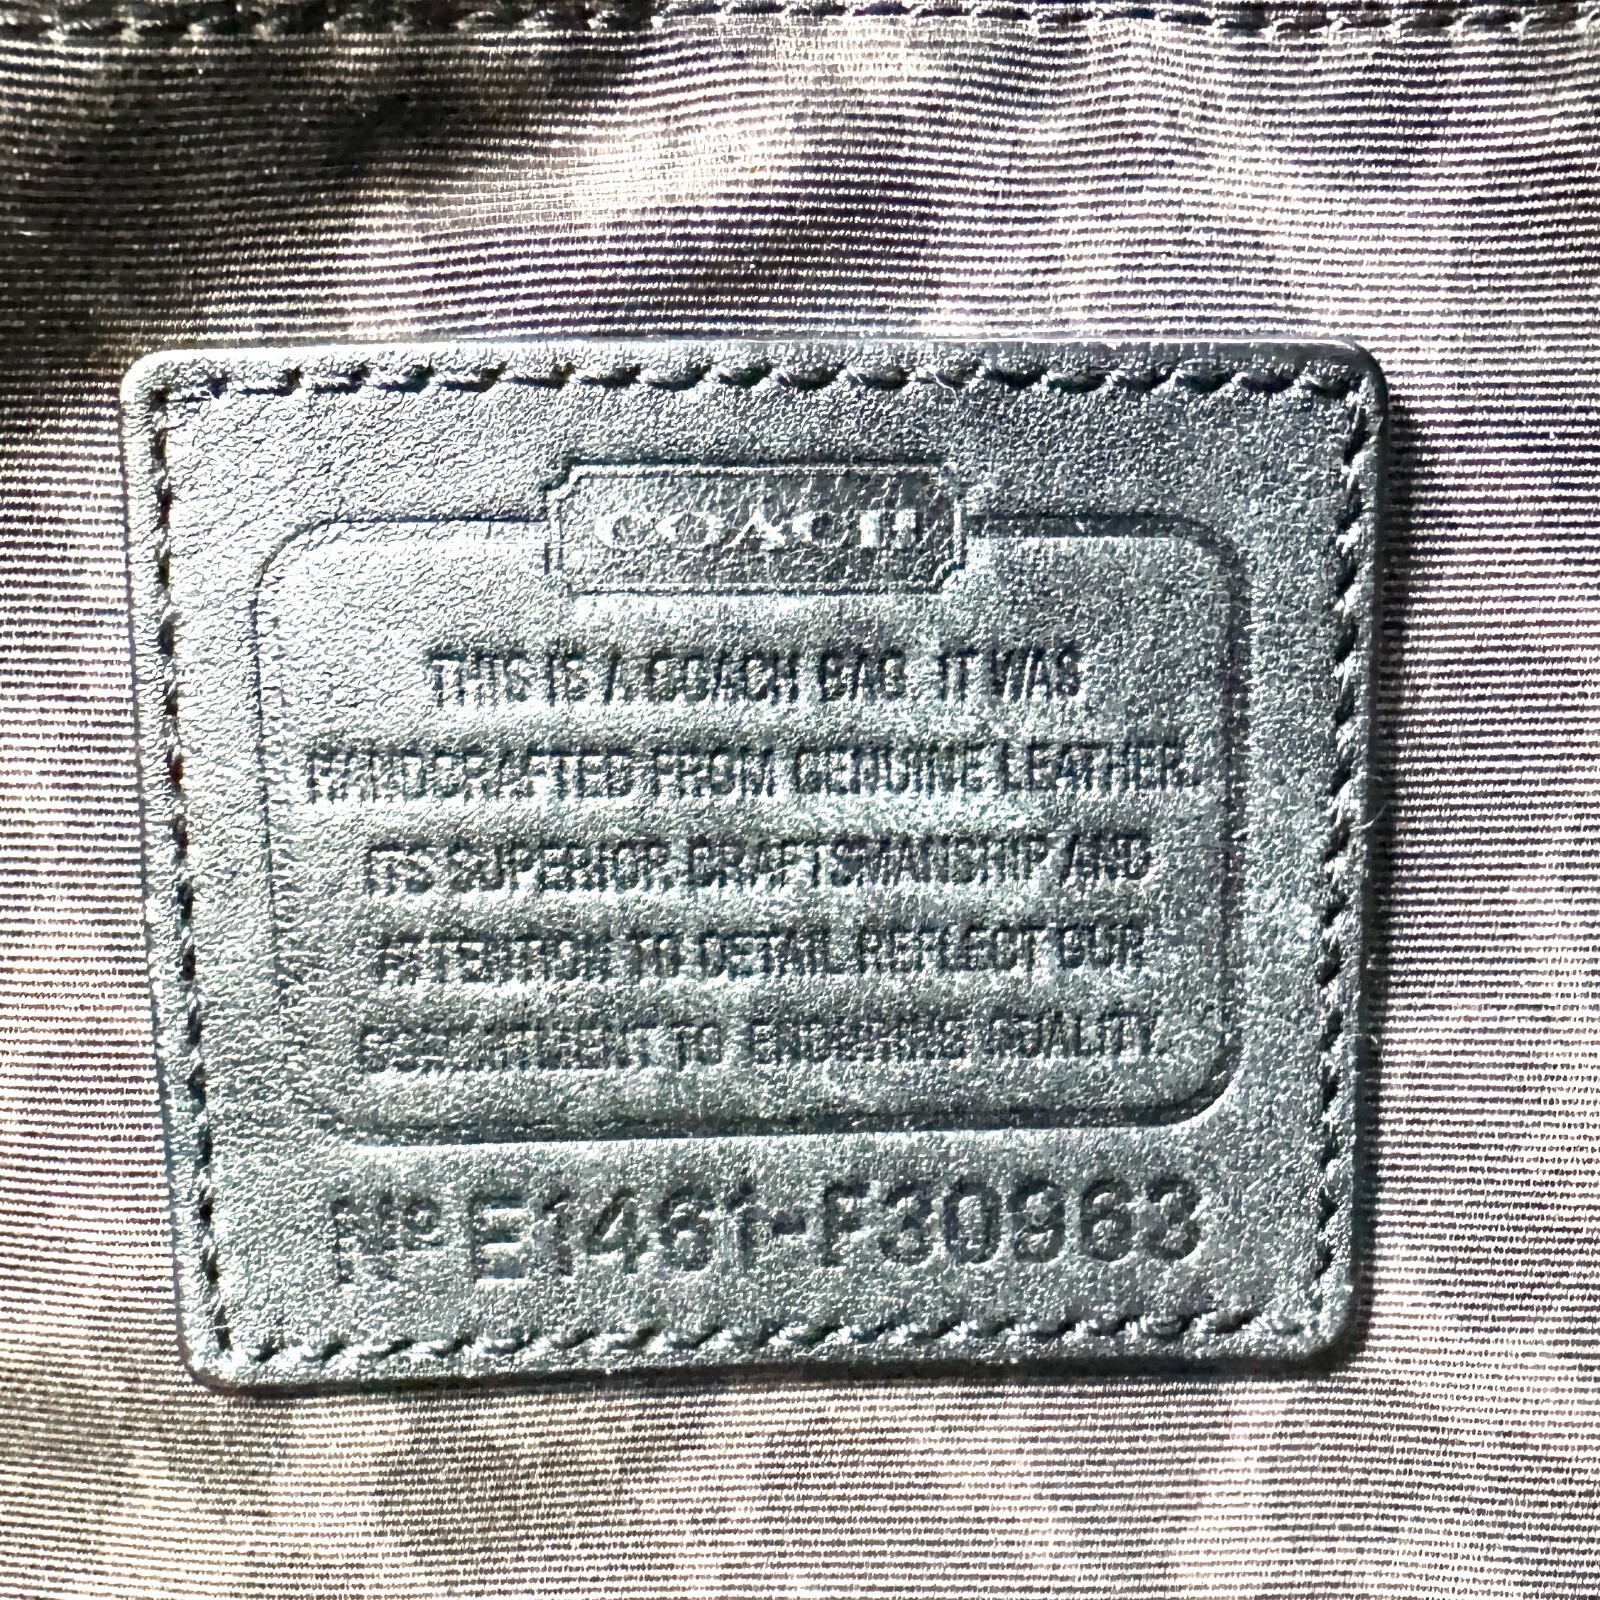 COACH
THIS IS A COACH BAG. IT WAS
HANDCRAFTED FROM GENUINE LEATHER.
ITS SUPERIOR CRAFTSMANSHIP AND
ATTENTION TO DETAIL REFLECT OUR
COMMITMENT TO ENDURING QUALITY.
Nº E1461-F30863